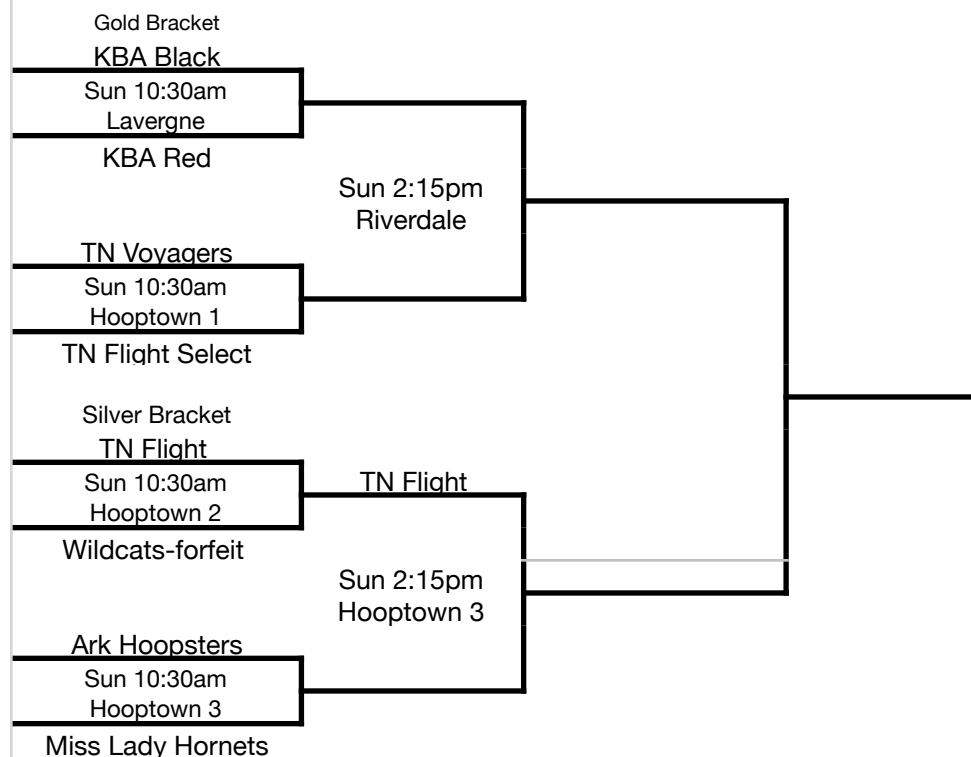 Gold Bracket
KBA Black
Sun 10:30am
Lavergne
KBA Red
Sun 2:15pm
Riverdale
TN Voyagers
Sun 10:30am
Hooptown 1
TN Flight Select
Silver Bracket
TN Flight
Sun 10:30am
Hooptown 2
Wildcats-forfeit
TN Flight
Sun 2:15pm
Hooptown 3
Ark Hoopsters
Sun 10:30am
Hooptown 3
Miss Lady Hornets